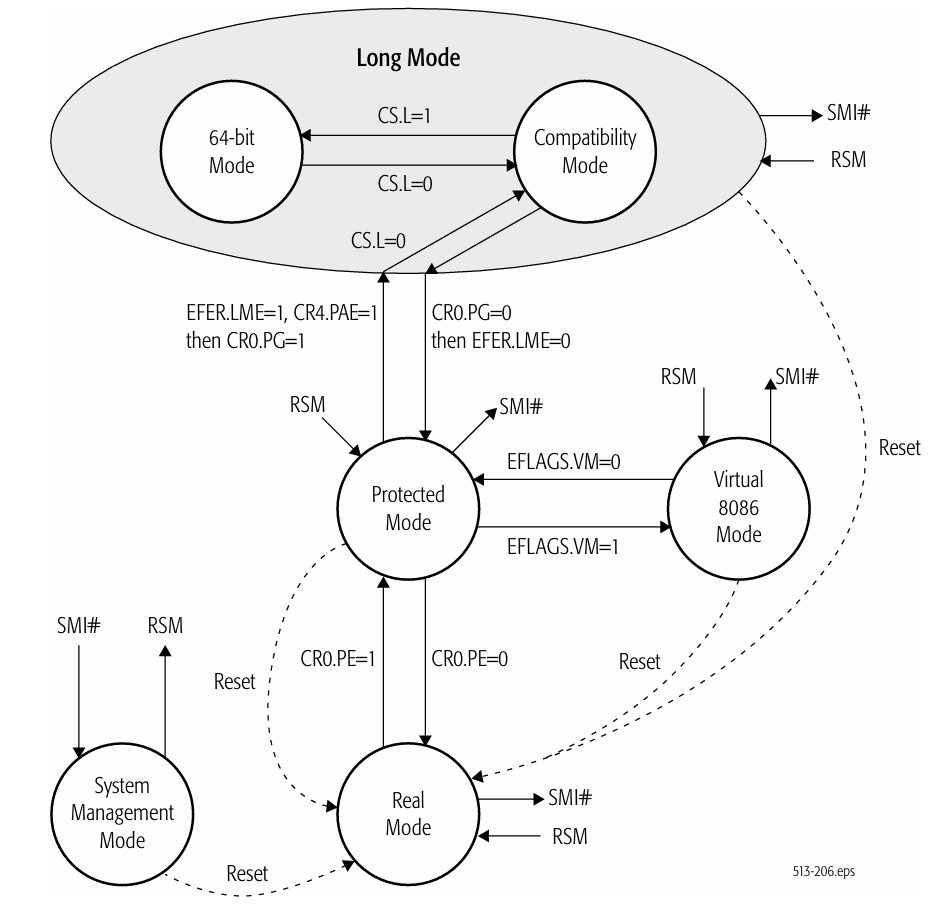 Long Mode
64-bit
Mode
CS.L=1
CS.L=0
Compatibility
Mode
SMI#
RSM
CS.L=0
EFER.LME=1, CR4.PAE=1
then CR0.PG=1
CR0.PG=0
then EFER.LME=0
RSM
SMI#
RSM
SMI#
Reset
Protected
Mode
EFLAGS.VM=0
EFLAGS.VM=1
Virtual
8086
Mode
SMI#
RSM
Reset
CR0.PE=1
CR0.PE=0
Reset
System
Management
Mode
Real
Mode
SMI#
RSM
Reset
513-206.eps